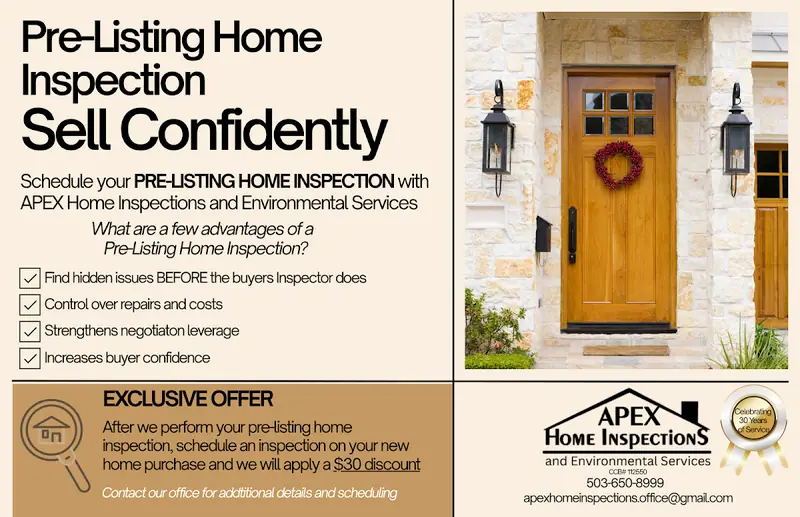 Pre-Listing Home
Inspection
Sell Confidently
Schedule your PRE-LISTING HOME INSPECTION with
APEX Home Inspections and Environmental Services
What are a few advantages of a
Pre-Listing Home Inspection?
Find hidden issues BEFORE the buyers Inspector does
Control over repairs and costs
Strengthens negotiaton leverage
Increases buyer confidence
EXCLUSIVE OFFER
After we perform your pre-listing home
inspection, schedule an inspection on your new
home purchase and we will apply a $30 discount
Contact our office for addtitional details and scheduling
APEX
HOME INSPECTIONS
and Environmental Services
CCB# 112550
503-650-8999
apexhomeinspections.office@gmail.com
Celebrating
30 Years
of Service